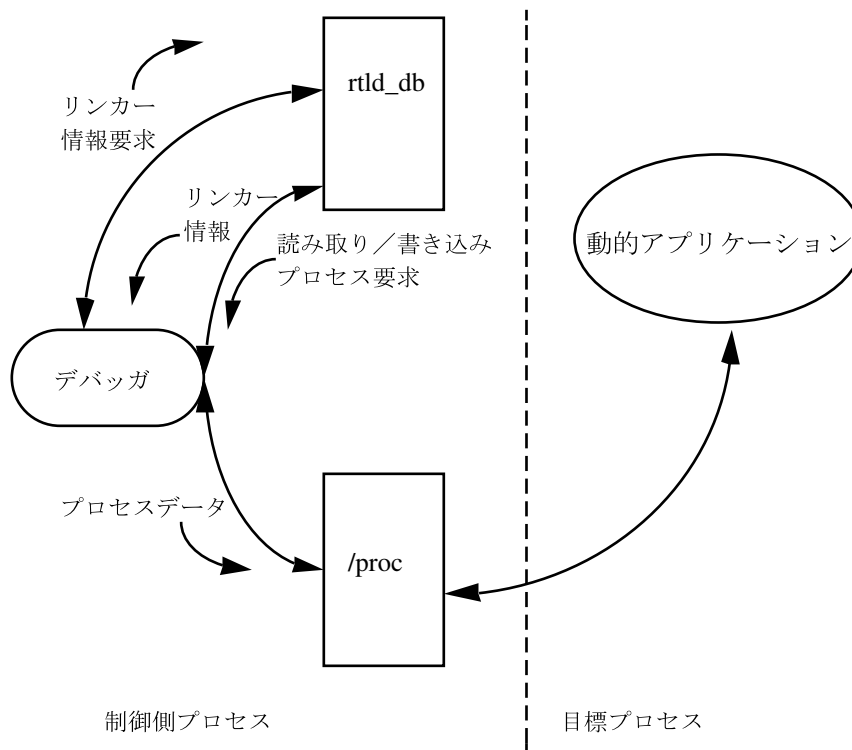 rtld_db
リンカー
情報要求
リンカー
情報
読み取り／書き込み
プロセス要求
動的アプリケーション
デバッガ
プロセスデータ
/proc
制御側プロセス
目標プロセス